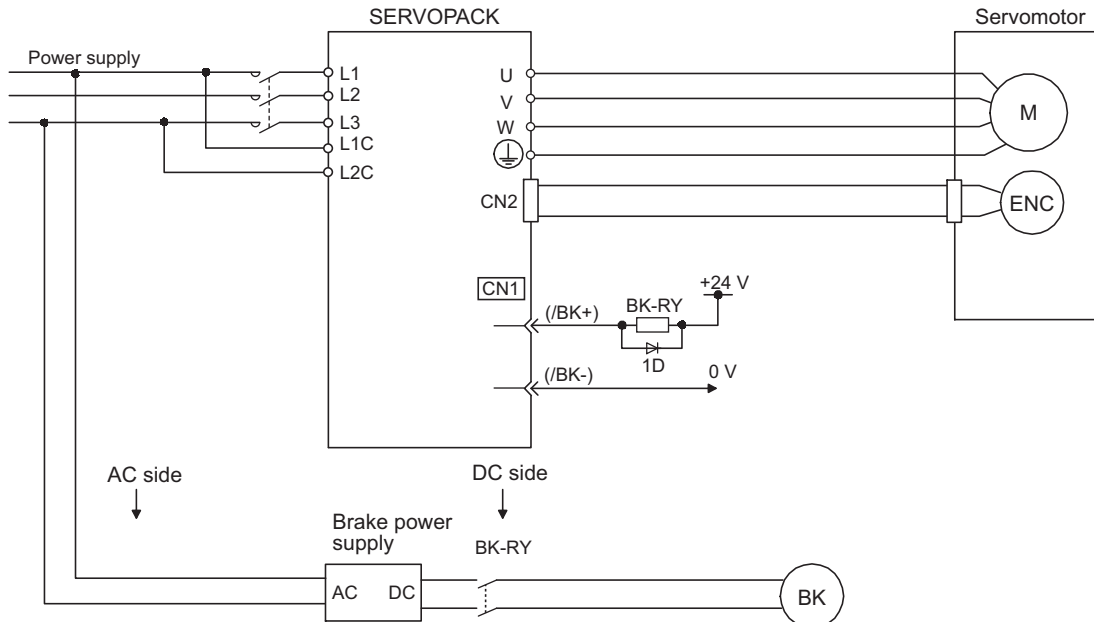 SERVOPACK
Servomotor
Power supply
L1
L2
L3
L1C
L2C
U
V
W
CN2
M
ENC
CN1
+24 V
(/BK+)
BK-RY
1D
(/BK-)
0 V
AC side
DC side
Brake power
supply
BK-RY
AC
DC
BK